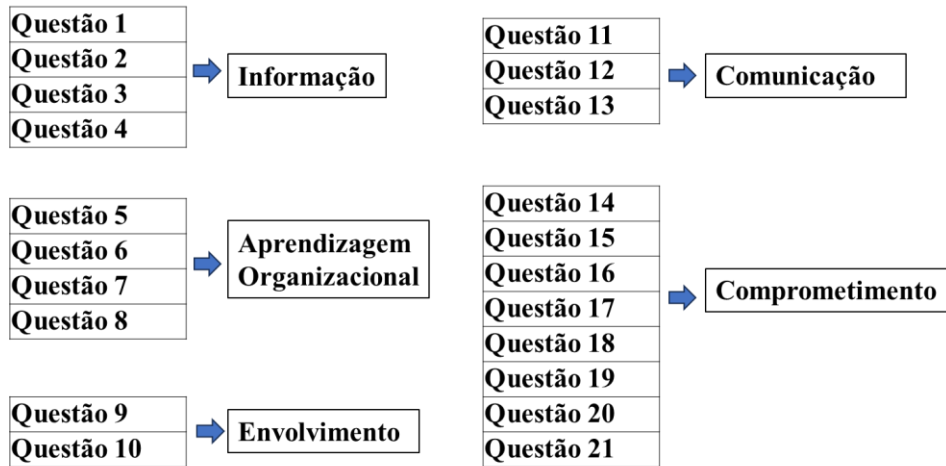 Questão 1
Questão 2
Questão 3
Questão 4
Informação
Questão 5
Questão 6
Questão 7
Questão 8
Aprendizagem
Organizacional
Questão 9
Questão 10
Envolvimento
Questão 11
Questão 12
Questão 13
Comunicação
Questão 14
Questão 15
Questão 16
Questão 17
Questão 18
Questão 19
Questão 20
Questão 21
Comprometimento